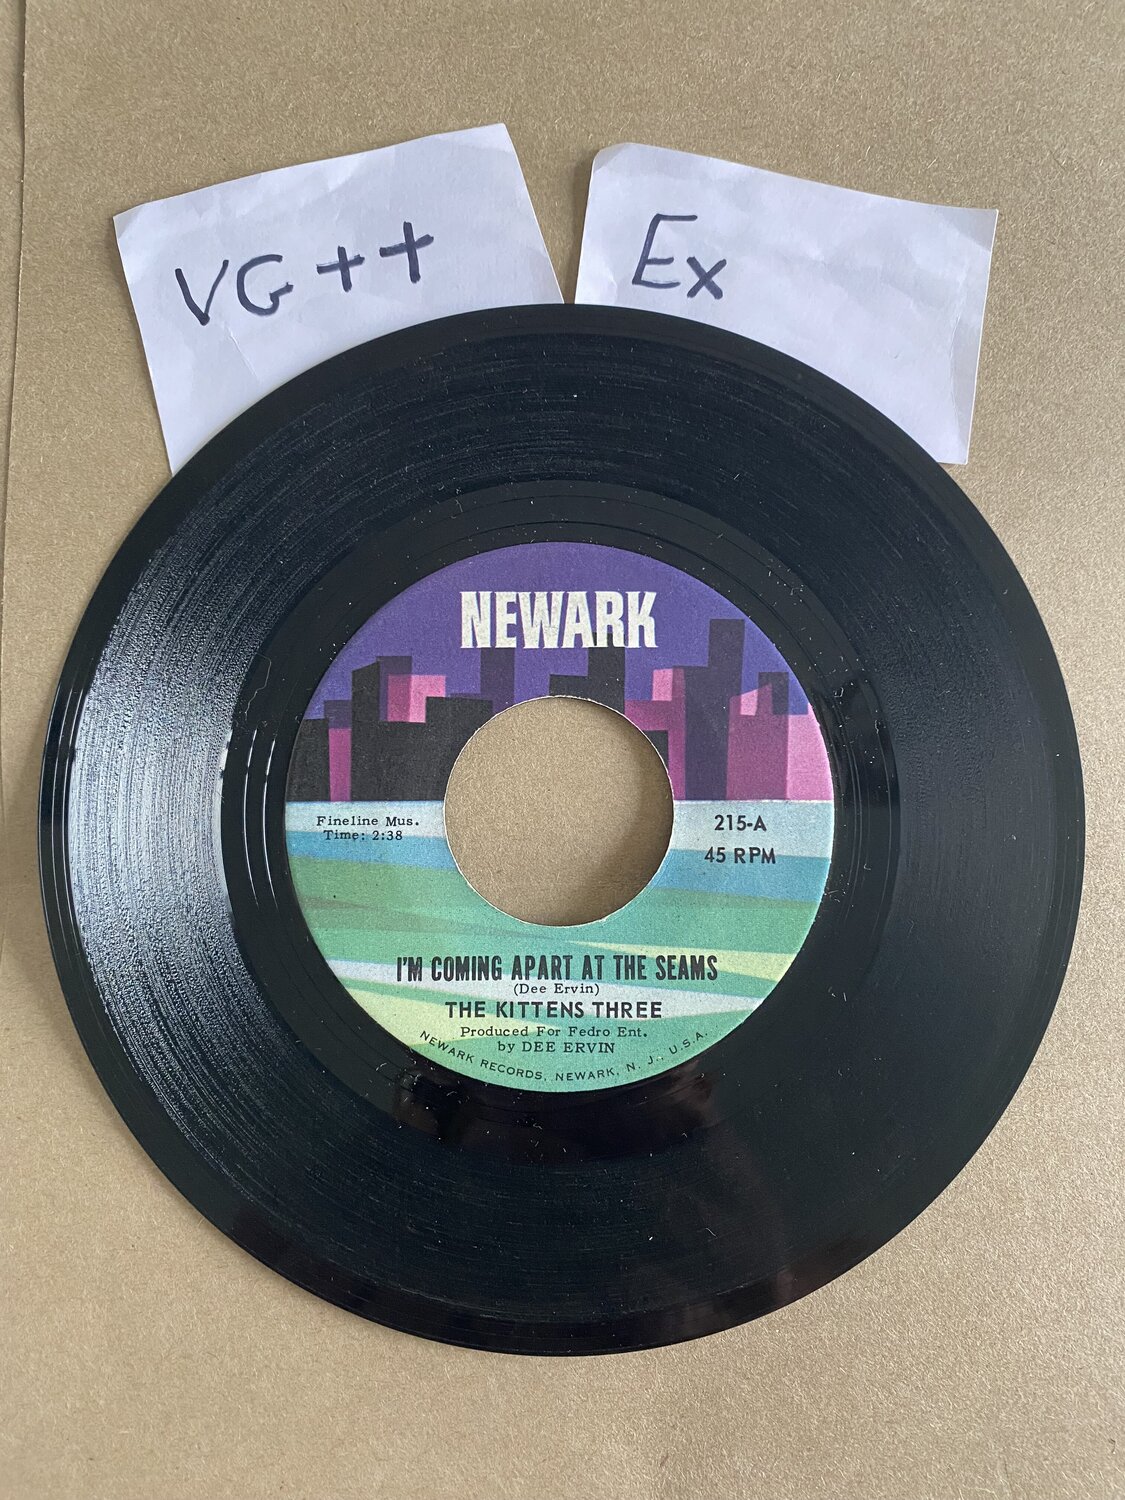 VG++
Ex
NEWARK
Fineline Mus.
Time: 2:38
215-A
45 RPM
I'M COMING APART AT THE SEAMS
(Dee Ervin)
THE KITTENS THREE
Produced For Fedro Ent.
by DEE ERVIN
NEWARK RECORDS, NEWARK, N. J., U.S.A.